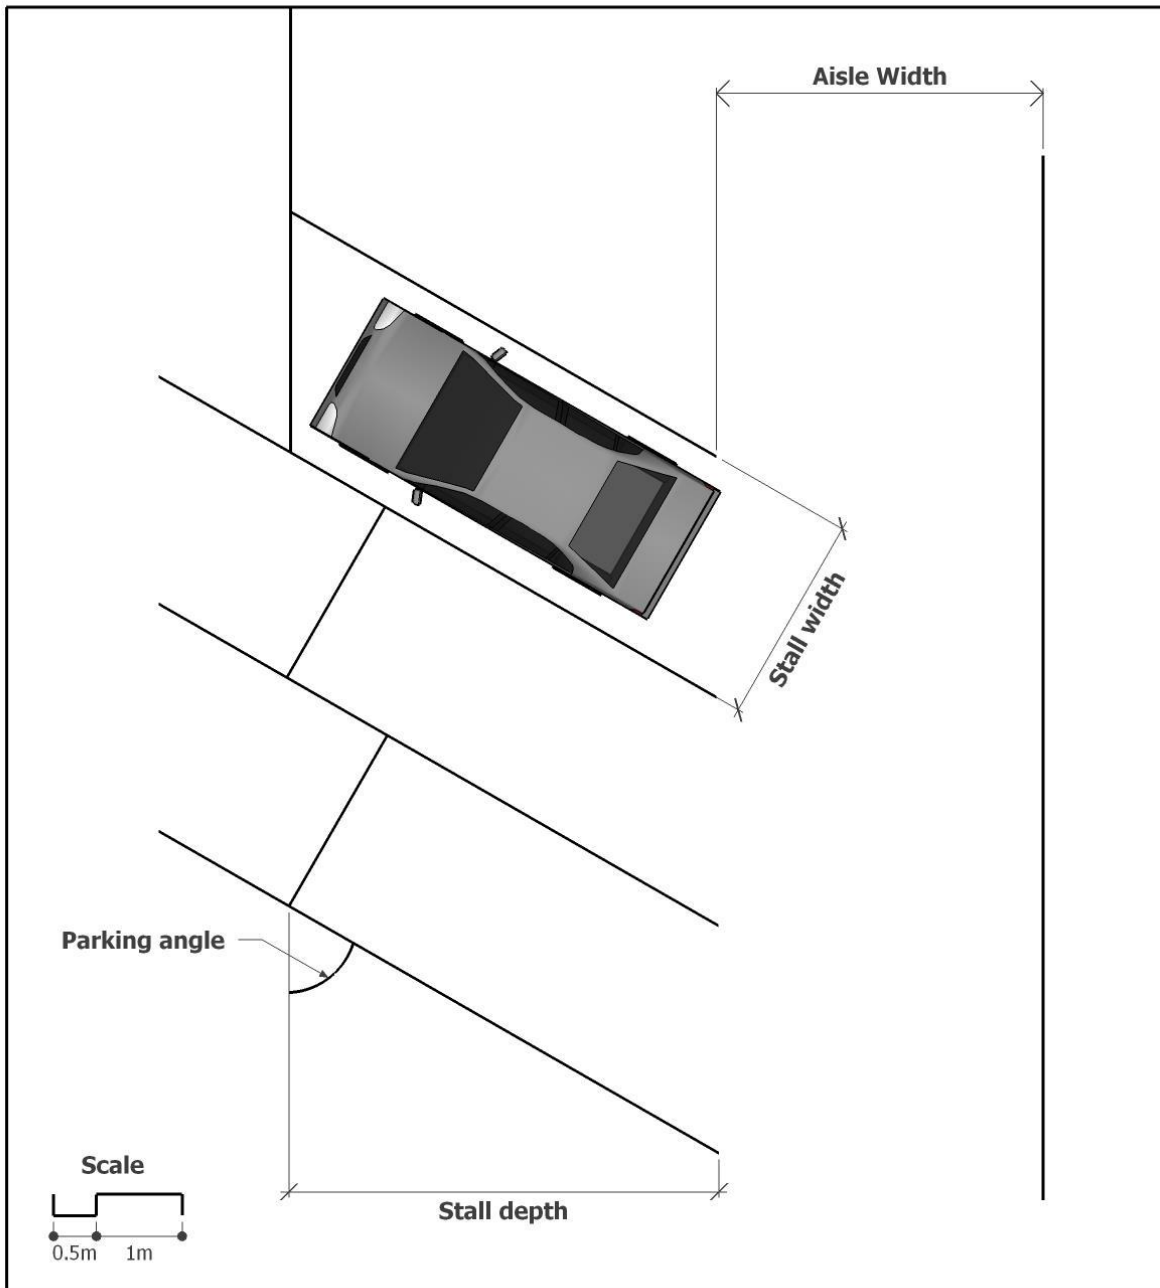 Aisle Width
Stall width
Parking angle
Scale
0.5m 1m
Stall depth